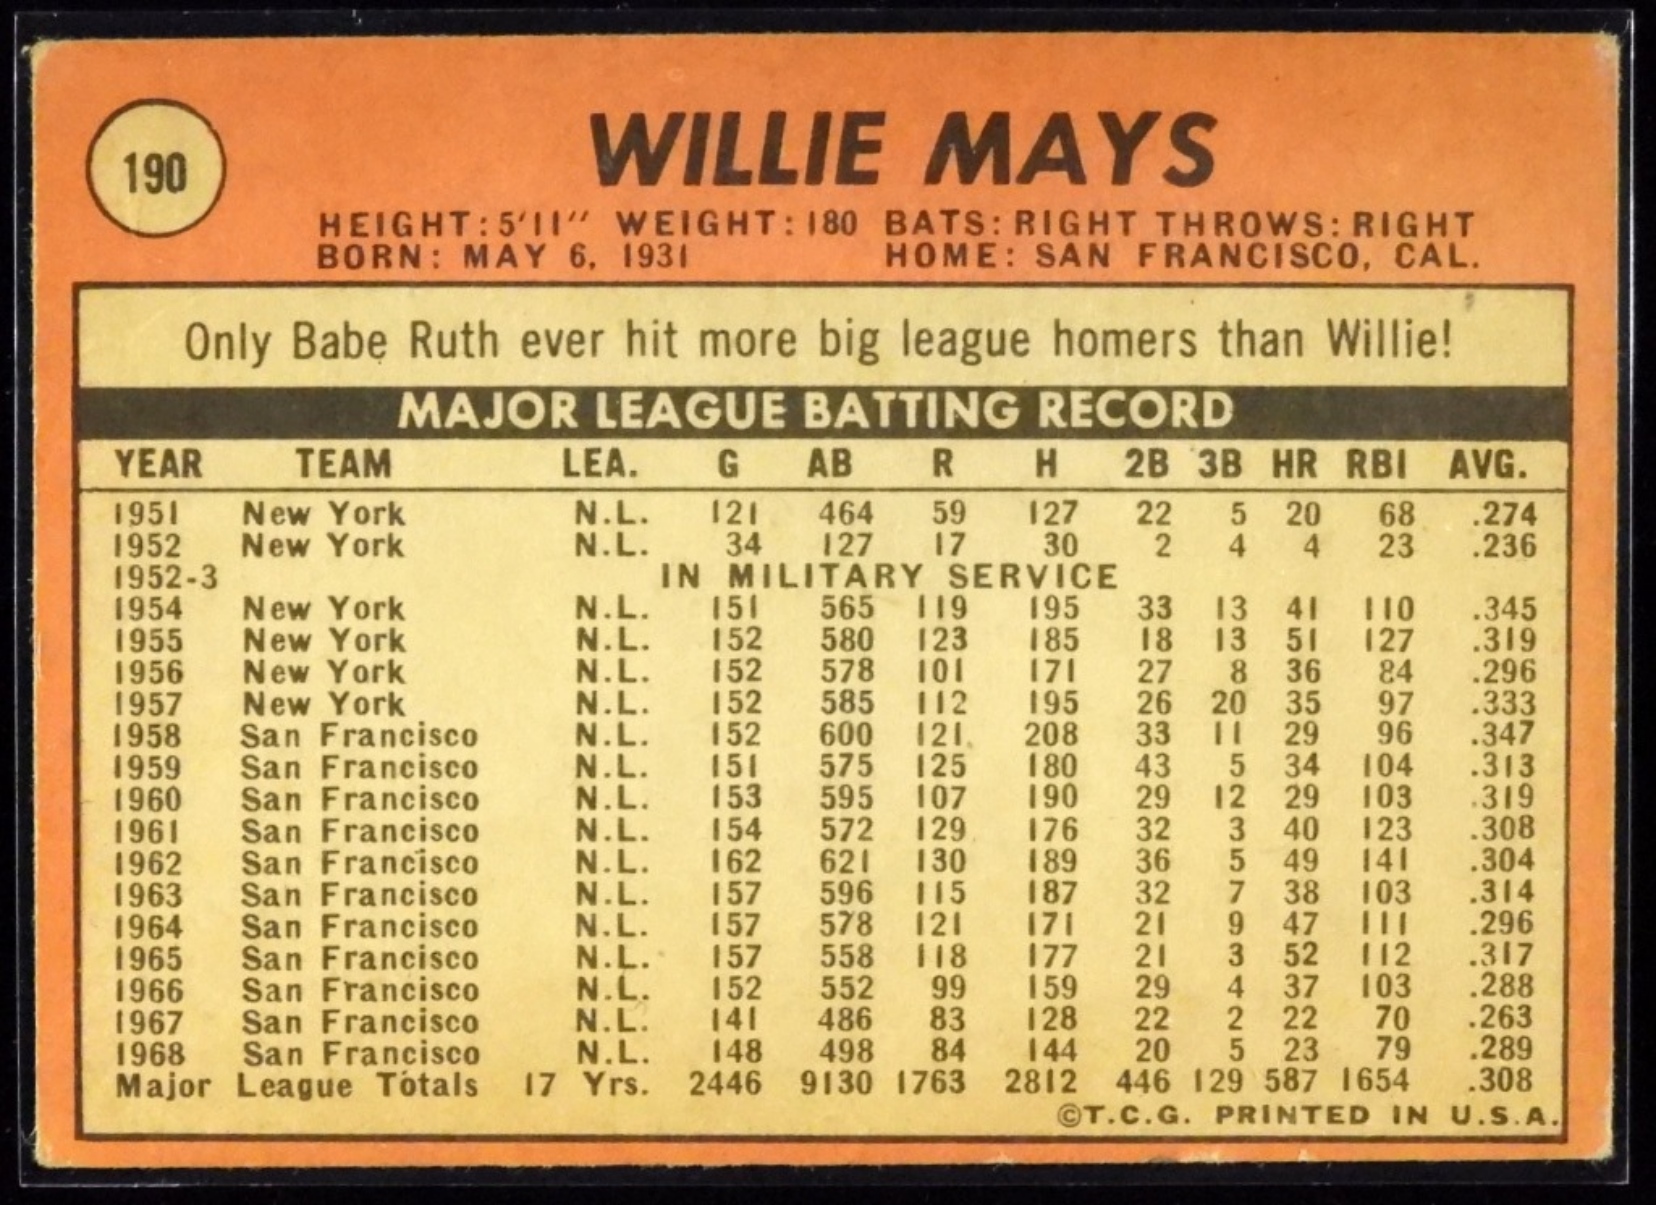 190
WILLIE MAYS
HEIGHT: 5'11" WEIGHT: 180 BATS: RIGHT THROWS: RIGHT
BORN: MAY 6, 1931 HOME: SAN FRANCISCO, CAL.
Only Babe Ruth ever hit more big league homers than Willie!
MAJOR LEAGUE BATTING RECORD
YEAR TEAM LEA. G AB R H 2B 3B HR RBI AVG.
1951 New York N.L. 121 464 59 127 22 5 20 68 .274
1952 New York N.L. 34 127 17 30 2 4 4 23 .236
1952-3 IN MILITARY SERVICE
1954 New York N.L. 151 565 119 195 33 13 41 110 .345
1955 New York N.L. 152 580 123 185 18 13 51 127 .319
1956 New York N.L. 152 578 101 171 27 8 36 84 .296
1957 New York N.L. 152 585 112 195 26 20 35 97 .333
1958 San Francisco N.L. 152 600 121 208 33 11 29 96 .347
1959 San Francisco N.L. 151 575 125 180 43 5 34 104 .313
1960 San Francisco N.L. 153 595 107 190 29 12 29 103 .319
1961 San Francisco N.L. 154 572 129 176 32 3 40 123 .308
1962 San Francisco N.L. 162 621 130 189 36 5 49 141 .304
1963 San Francisco N.L. 157 596 115 187 32 7 38 103 .314
1964 San Francisco N.L. 157 578 121 171 21 9 47 111 .296
1965 San Francisco N.L. 157 558 118 177 21 3 52 112 .317
1966 San Francisco N.L. 152 552 99 159 29 4 37 103 .288
1967 San Francisco N.L. 141 486 83 128 22 2 22 70 .263
1968 San Francisco N.L. 148 498 84 144 20 5 23 79 .289
Major League Totals 17 Yrs. 2446 9130 1763 2812 446 129 587 1654 .308
©T.C.G. PRINTED IN U.S.A.